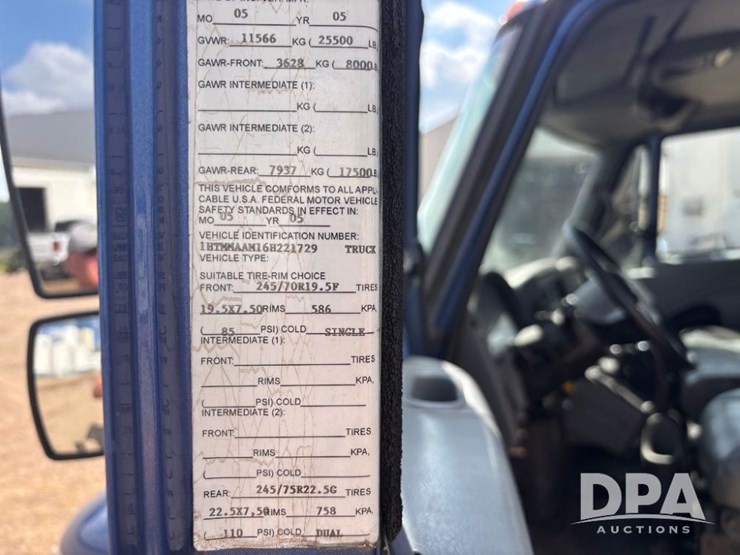 MO 05 YR 05
GVWR: 11566 KG ( 25500 LB
GAWR-FRONT: 3628 KG ( 8000LB
GAWR INTERMEDIATE (1):
KG ( LB
GAWR INTERMEDIATE (2):
KG ( LB
GAWR-REAR: 7937 KG ( 17500LB
THIS VEHICLE CONFORMS TO ALL APPLI-
CABLE U.S.A. FEDERAL MOTOR VEHICLE
SAFETY STANDARDS IN EFFECT IN:
MO 05 YR 05
VEHICLE IDENTIFICATION NUMBER:
1HTMMAAM16H221729 TRUCK
VEHICLE TYPE:
SUITABLE TIRE-RIM CHOICE
FRONT: 245/70R19.5F TIRES
19.5X7.50 RIMS 586 KPA
( 85 PSI) COLD SINGLE
INTERMEDIATE (1):
FRONT: TIRES
RIMS KPA.
( PSI) COLD
INTERMEDIATE (2):
FRONT: TIRES
RIMS KPA.
( PSI) COLD
REAR: 245/75R22.5G TIRES
22.5X7.50 RIMS 758 KPA
( 110 PSI) COLD DUAL
DPA
AUCTIONS